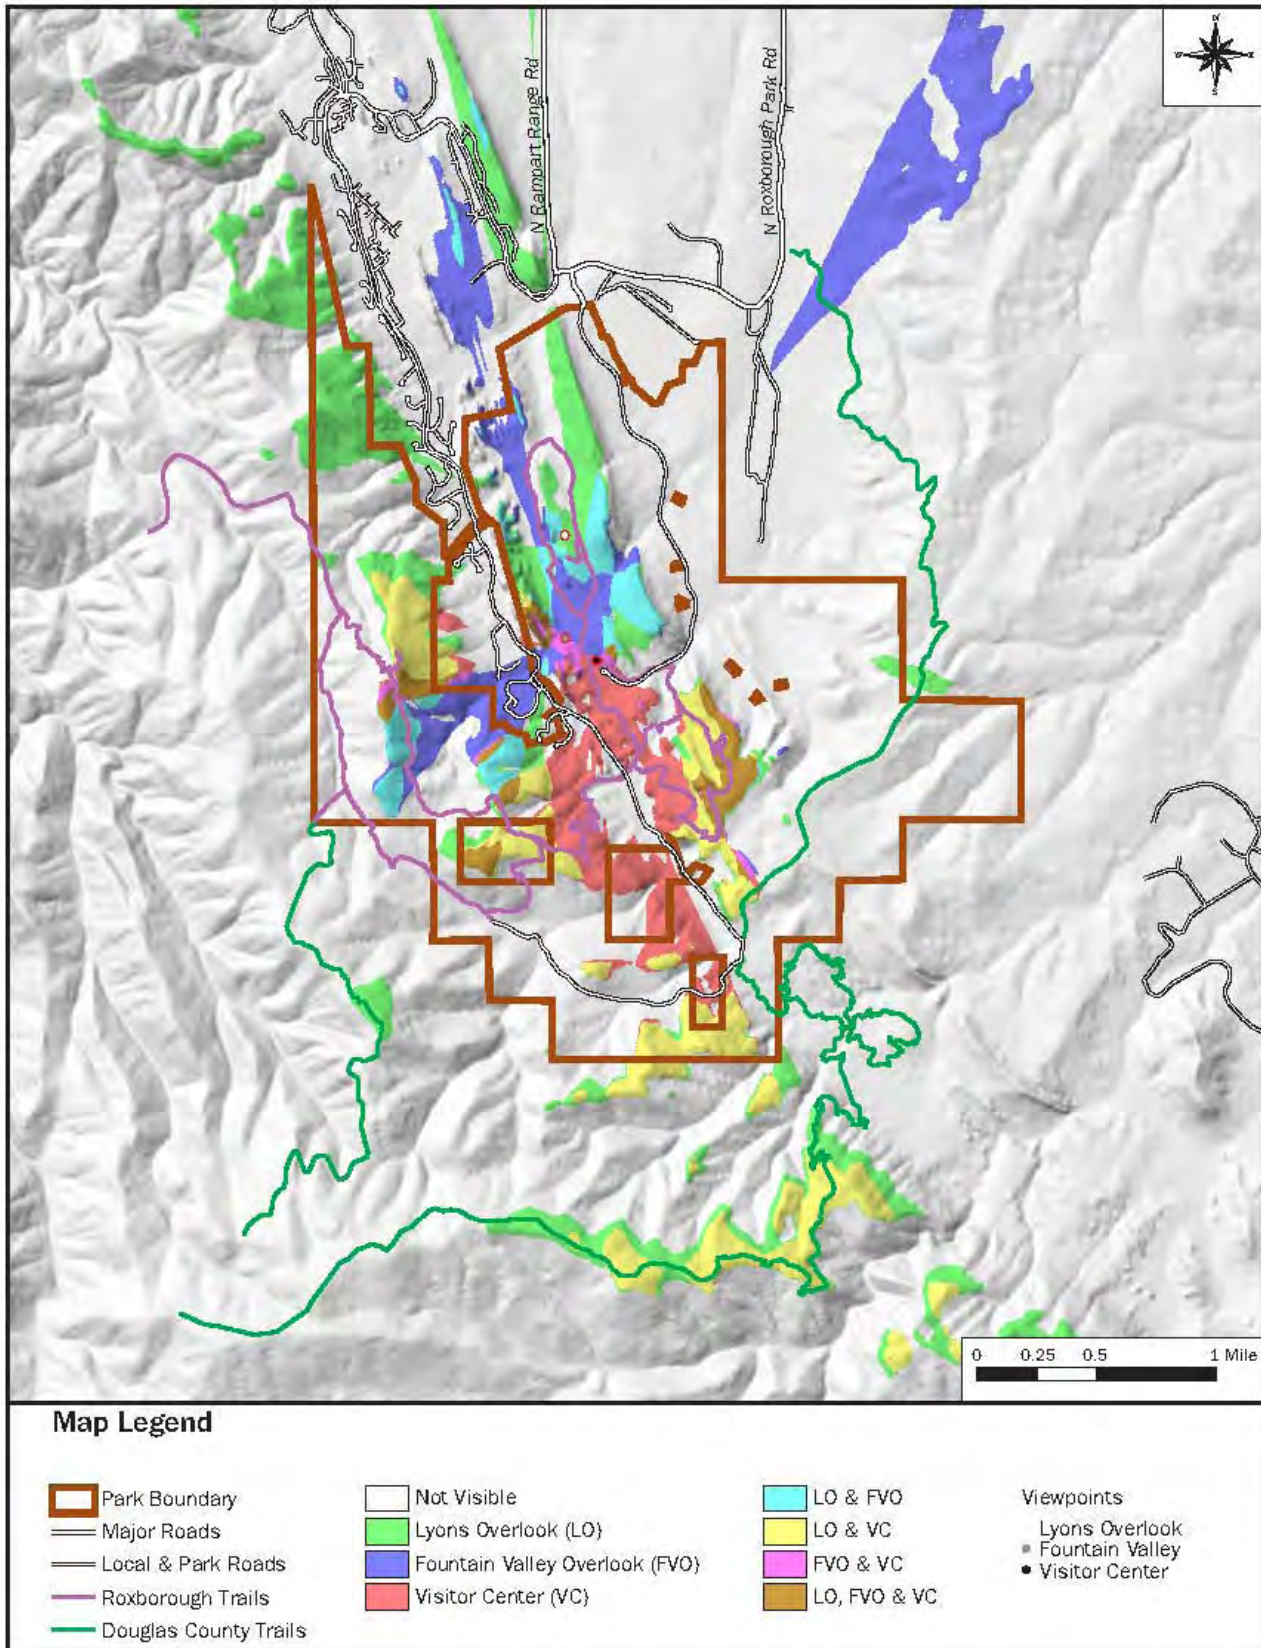 N Rampart Range Rd
N Roxborough Park Rd
0 0.25 0.5 1 Mile
Map Legend
Park Boundary
Major Roads
Local & Park Roads
Roxborough Trails
Douglas County Trails
Not Visible
Lyons Overlook (LO)
Fountain Valley Overlook (FVO)
Visitor Center (VC)
LO & FVO
LO & VC
FVO & VC
LO, FVO & VC
Viewpoints
Lyons Overlook
Fountain Valley
Visitor Center